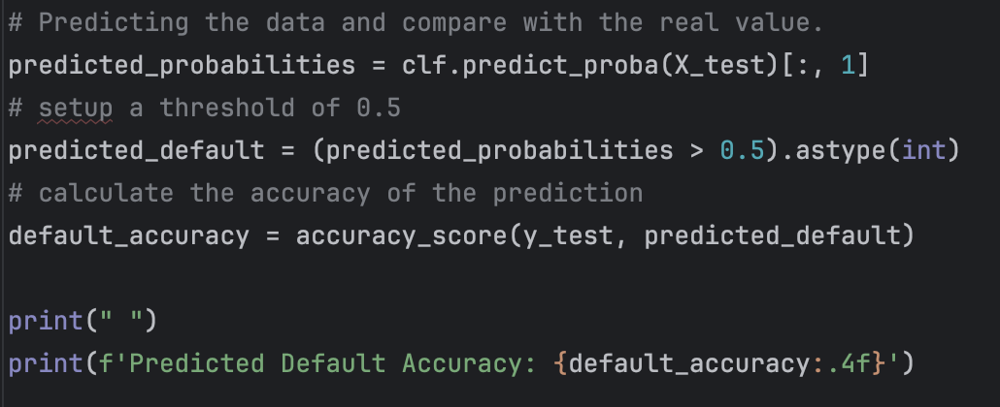 # Predicting the data and compare with the real value.
predicted_probabilities = clf.predict_proba(X_test)[:, 1]
# setup a threshold of 0.5
predicted_default = (predicted_probabilities > 0.5).astype(int)
# calculate the accuracy of the prediction
default_accuracy = accuracy_score(y_test, predicted_default)
print(" ")
print(f'Predicted Default Accuracy: {default_accuracy:.4f}')